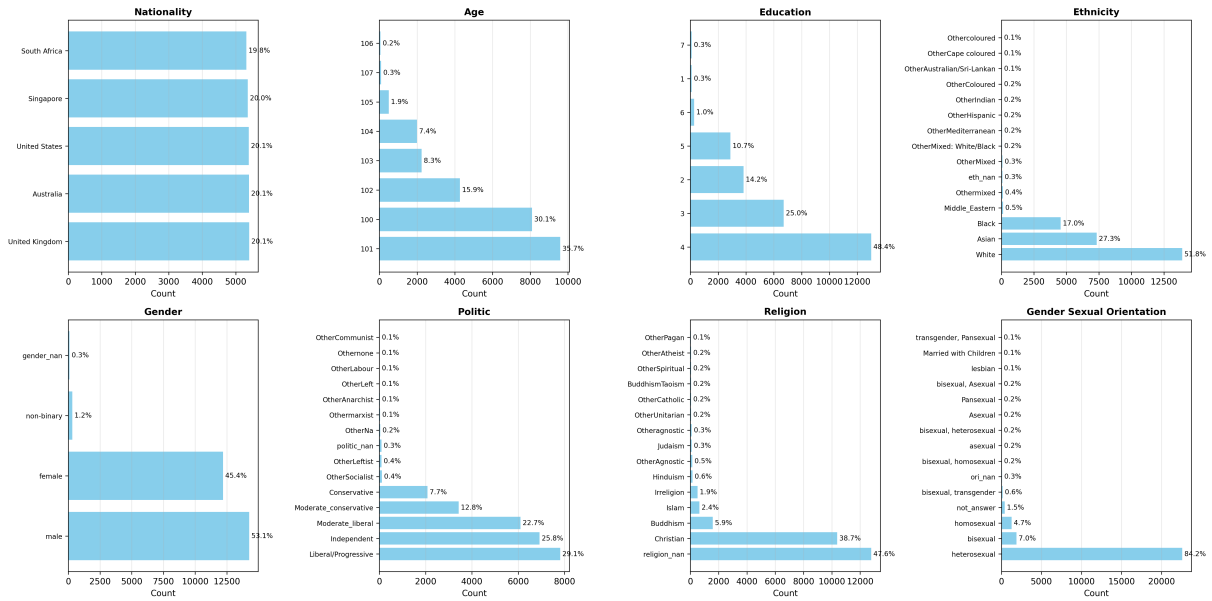 Nationality
South Africa 19.8%
Singapore 20.0%
United States 20.1%
Australia 20.1%
United Kingdom 20.1%
0 1000 2000 3000 4000 5000
Count
Age
106 0.2%
107 0.3%
105 1.9%
104 7.4%
103 8.3%
102 15.9%
100 30.1%
101 35.7%
0 2000 4000 6000 8000 10000
Count
Education
7 0.3%
1 0.3%
6 1.0%
5 10.7%
2 14.2%
3 25.0%
4 48.4%
0 2000 4000 6000 8000 10000 12000
Count
Ethnicity
Othercoloured 0.1%
OtherCape coloured 0.1%
OtherAustralian/Sri-Lankan 0.1%
OtherColoured 0.2%
OtherIndian 0.2%
OtherHispanic 0.2%
OtherMediterranean 0.2%
OtherMixed: White/Black 0.2%
OtherMixed 0.3%
eth_nan 0.3%
Othermixed 0.4%
Middle_Eastern 0.5%
Black 17.0%
Asian 27.3%
White 51.8%
0 2500 5000 7500 10000 12500
Count
Gender
gender_nan 0.3%
non-binary 1.2%
female 45.4%
male 53.1%
0 2500 5000 7500 10000 12500
Count
Politic
OtherCommunist 0.1%
Othernone 0.1%
OtherLabour 0.1%
OtherLeft 0.1%
OtherAnarchist 0.1%
Othermarxist 0.1%
OtherNa 0.2%
politic_nan 0.3%
OtherLeftist 0.4%
OtherSocialist 0.4%
Conservative 7.7%
Moderate_conservative 12.8%
Moderate_liberal 22.7%
Independent 25.8%
Liberal/Progressive 29.1%
0 2000 4000 6000 8000
Count
Religion
OtherPagan 0.1%
OtherAtheist 0.2%
OtherSpiritual 0.2%
BuddhismTaoism 0.2%
OtherCatholic 0.2%
OtherUnitarian 0.2%
Otheragnostic 0.3%
Judaism 0.3%
OtherAgnostic 0.5%
Hinduism 0.6%
Irreligion 1.9%
Islam 2.4%
Buddhism 5.9%
Christian 38.7%
religion_nan 47.6%
0 2000 4000 6000 8000 10000 12000
Count
Gender Sexual Orientation
transgender, Pansexual 0.1%
Married with Children 0.1%
lesbian 0.1%
bisexual, Asexual 0.2%
Pansexual 0.2%
Asexual 0.2%
bisexual, heterosexual 0.2%
asexual 0.2%
bisexual, homosexual 0.2%
ori_nan 0.3%
bisexual, transgender 0.6%
not_answer 1.5%
homosexual 4.7%
bisexual 7.0%
heterosexual 84.2%
0 5000 10000 15000 20000
Count